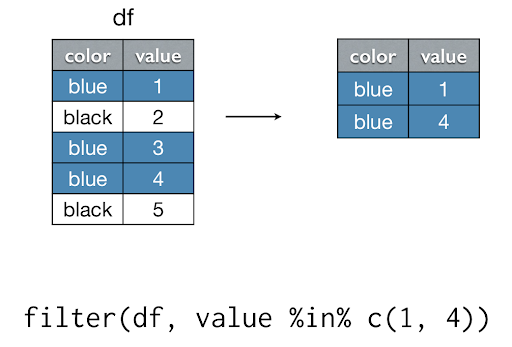 df
color value
blue 1
black 2
blue 3
blue 4
black 5
color value
blue 1
blue 4
filter(df, value %in% c(1, 4))